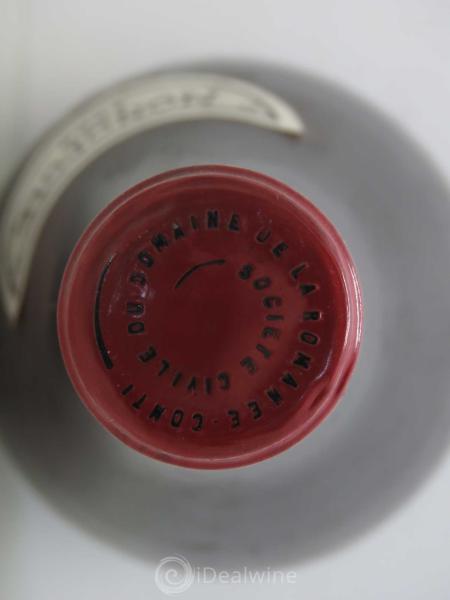 SOCIETE CIVILE DU DOMAINE DE LA ROMANEE-CONTI
iDealwine